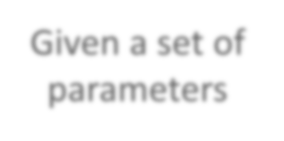 Given a set of
parameters